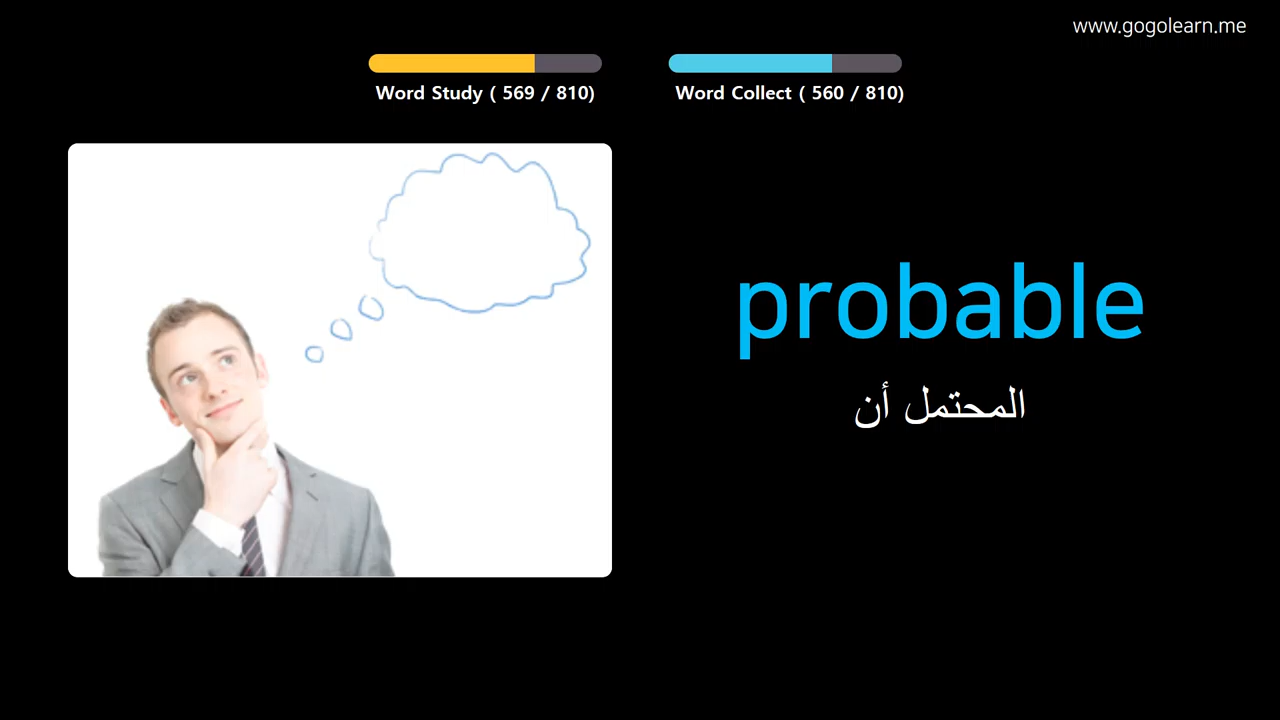 www.gogolearn.me
Word Study ( 569 / 810)
Word Collect ( 560 / 810)
probable
المحتمل أن